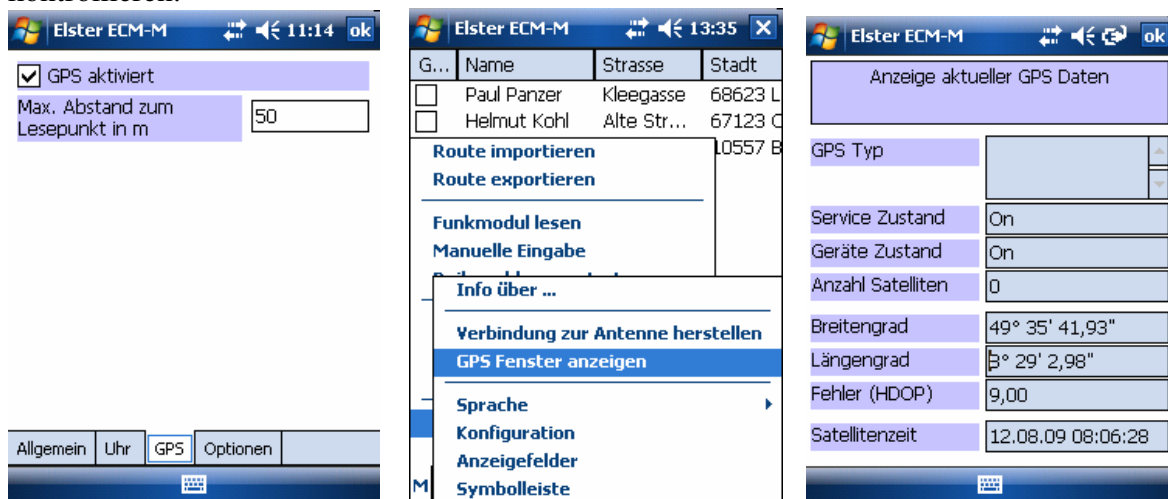 Elster ECM-M 11:14 ok
GPS aktiviert
Max. Abstand zum
Lesepunkt in m
50
Allgemein Uhr GPS Optionen
Elster ECM-M 13:35
G... Name Strasse Stadt
Paul Panzer Kleegasse 68623 L
Helmut Kohl Alte Str... 67123
10557 B
Route importieren
Route exportieren
Funkmodul lesen
Manuelle Eingabe
Info über ...
Verbindung zur Antenne herstellen
GPS Fenster anzeigen
Sprache
Konfiguration
Anzeigefelder
M Symbolleiste
Elster ECM-M ok
Anzeige aktueller GPS Daten
GPS Typ
Service Zustand On
Geräte Zustand On
Anzahl Satelliten 0
Breitengrad 49° 35' 41,93"
Längengrad 29' 2,98"
Fehler (HDOP) 9,00
Satellitenzeit 12.08.09 08:06:28